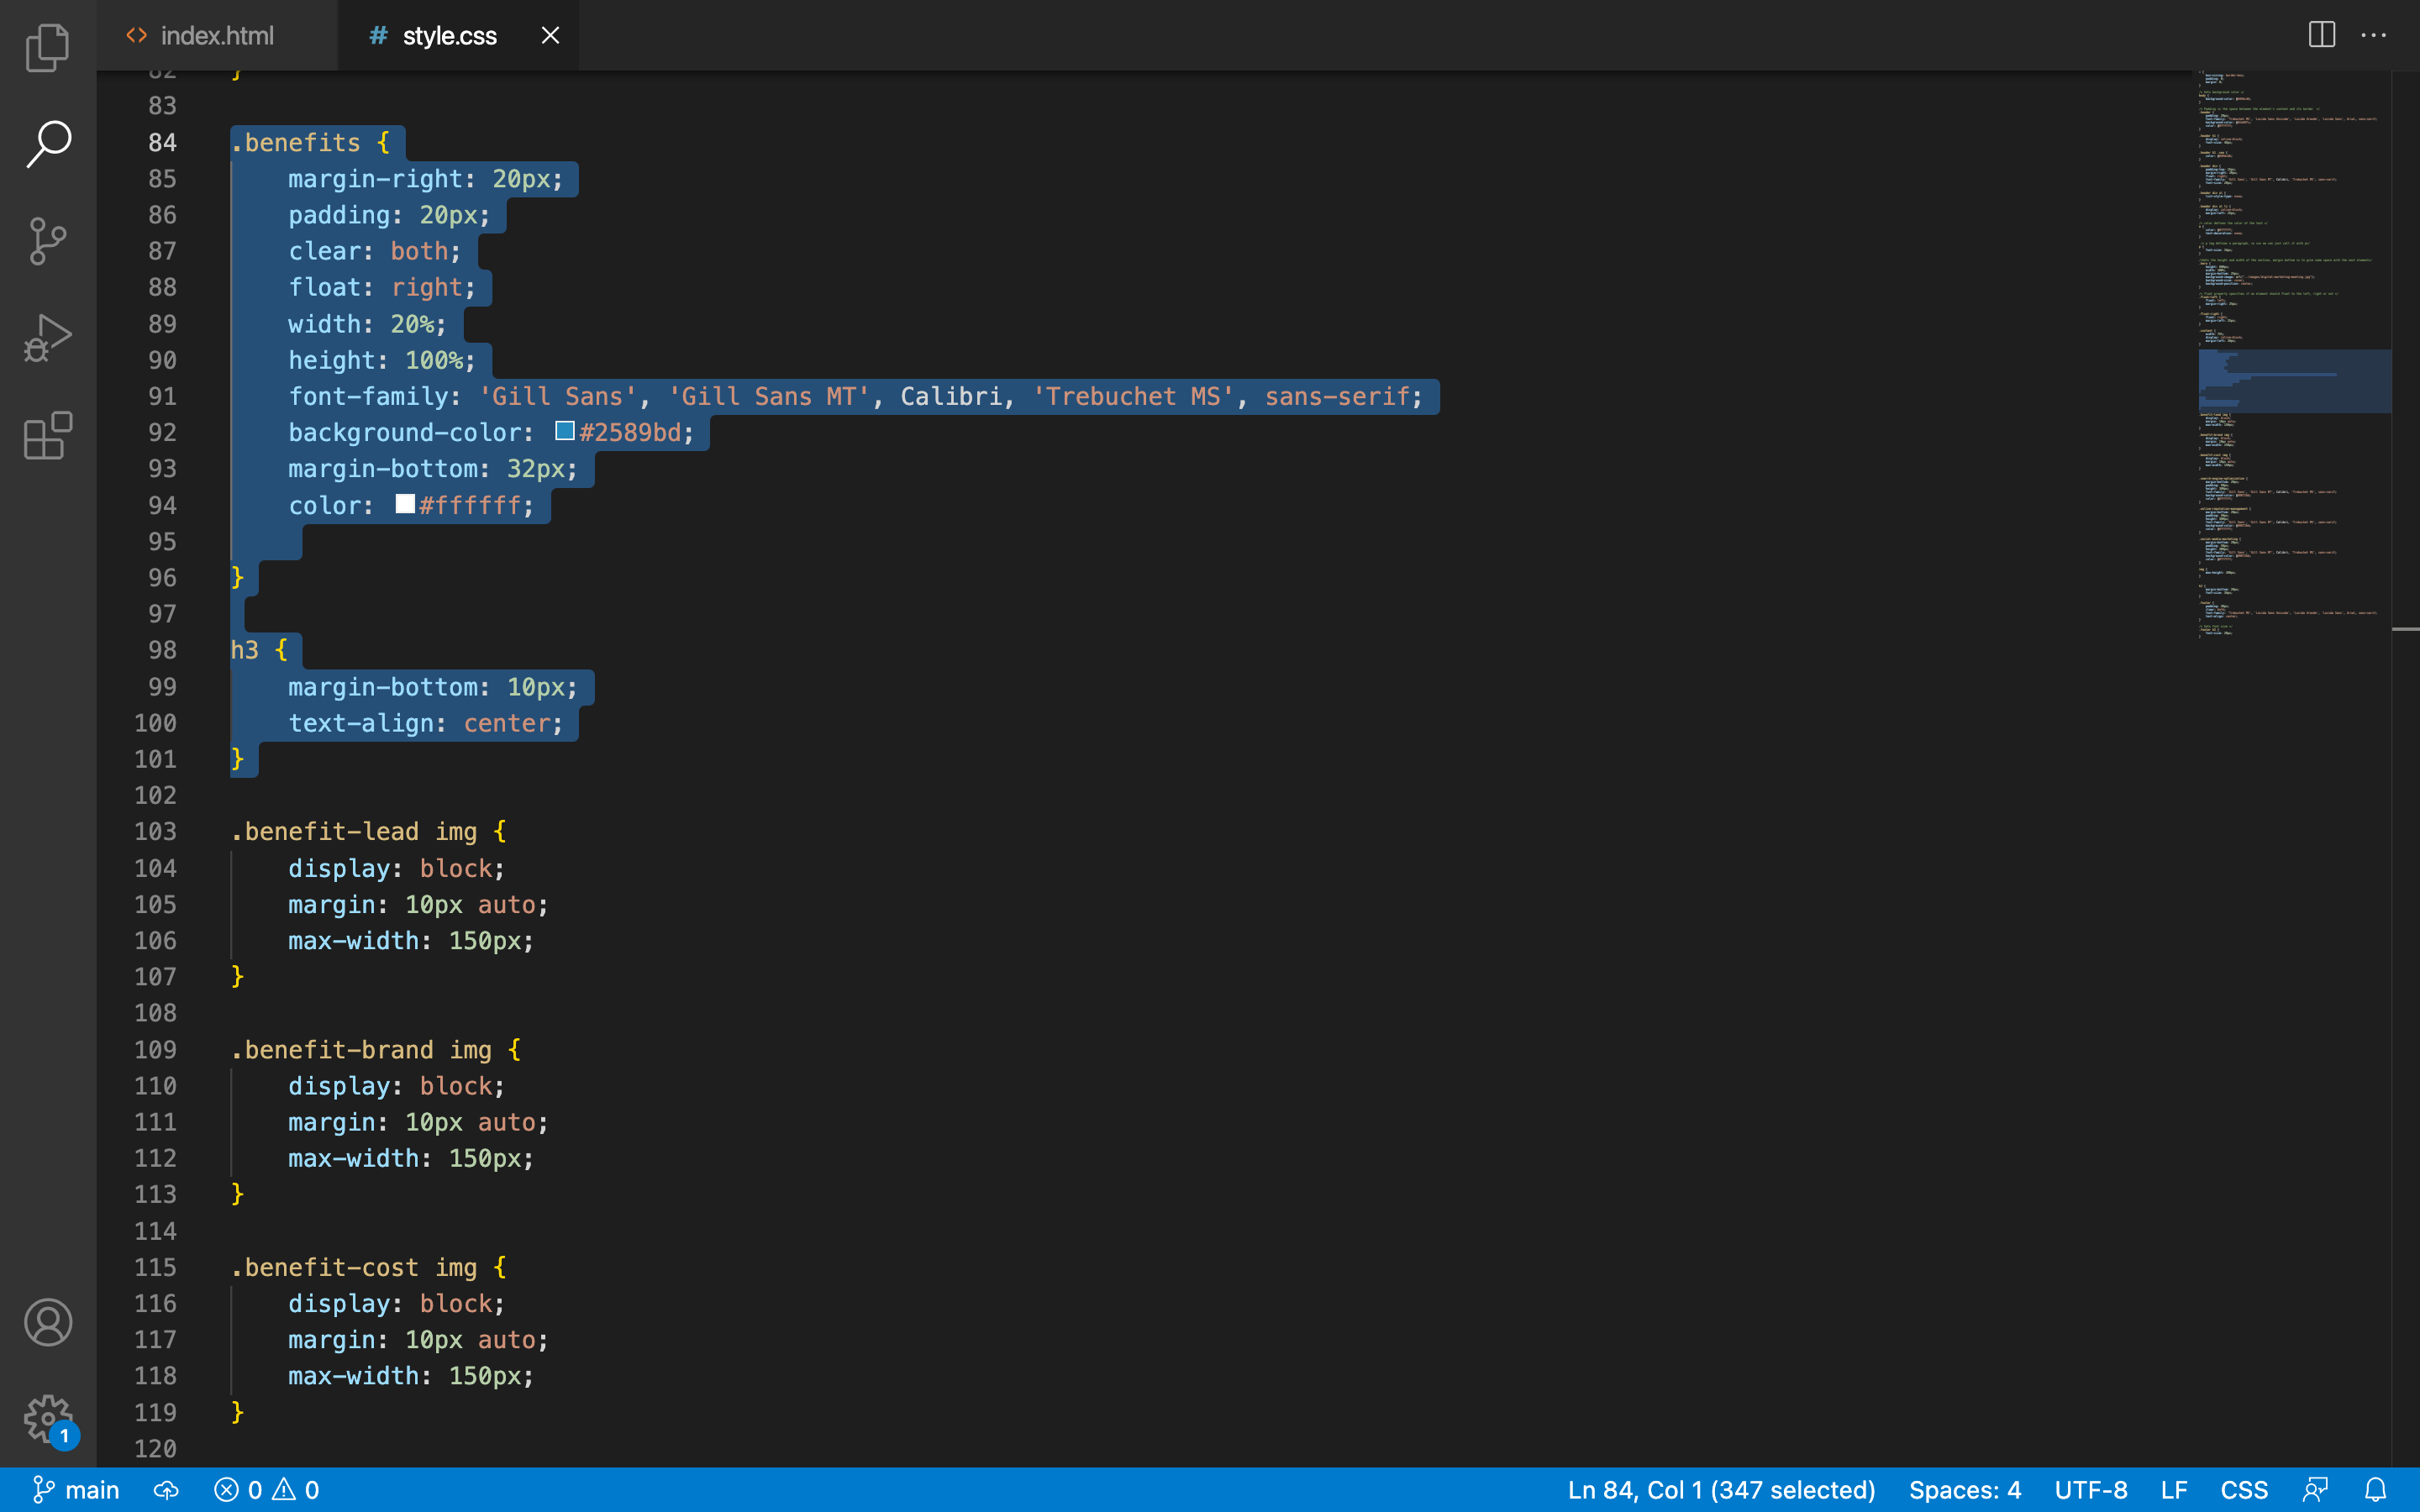 index.html
style.css
82 }
83
84 .benefits {
85     margin-right: 20px;
86     padding: 20px;
87     clear: both;
88     float: right;
89     width: 20%;
90     height: 100%;
91     font-family: 'Gill Sans', 'Gill Sans MT', Calibri, 'Trebuchet MS', sans-serif;
92     background-color: #2589bd;
93     margin-bottom: 32px;
94     color: #ffffff;
95
96 }
97
98 h3 {
99     margin-bottom: 10px;
100     text-align: center;
101 }
102
103 .benefit-lead img {
104     display: block;
105     margin: 10px auto;
106     max-width: 150px;
107 }
108
109 .benefit-brand img {
110     display: block;
111     margin: 10px auto;
112     max-width: 150px;
113 }
114
115 .benefit-cost img {
116     display: block;
117     margin: 10px auto;
118     max-width: 150px;
119 }
120
1
main 0 0 Ln 84, Col 1 (347 selected) Spaces: 4 UTF-8 LF CSS